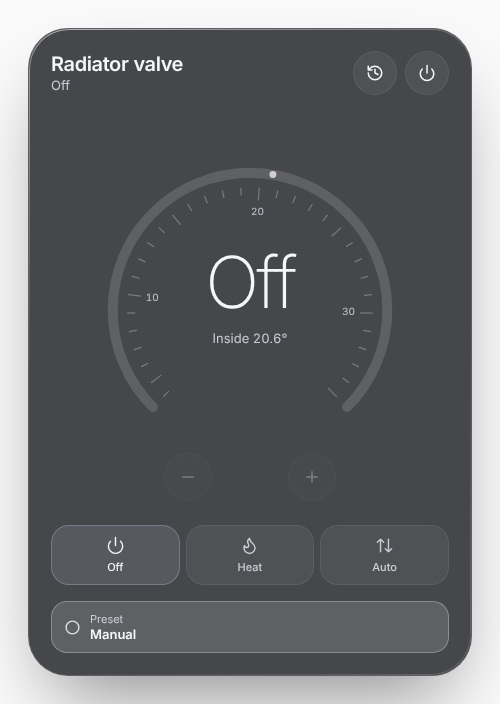 Radiator valve
Off
20
Off
10
30
Inside 20.6°
Off
Heat
Auto
Preset
Manual